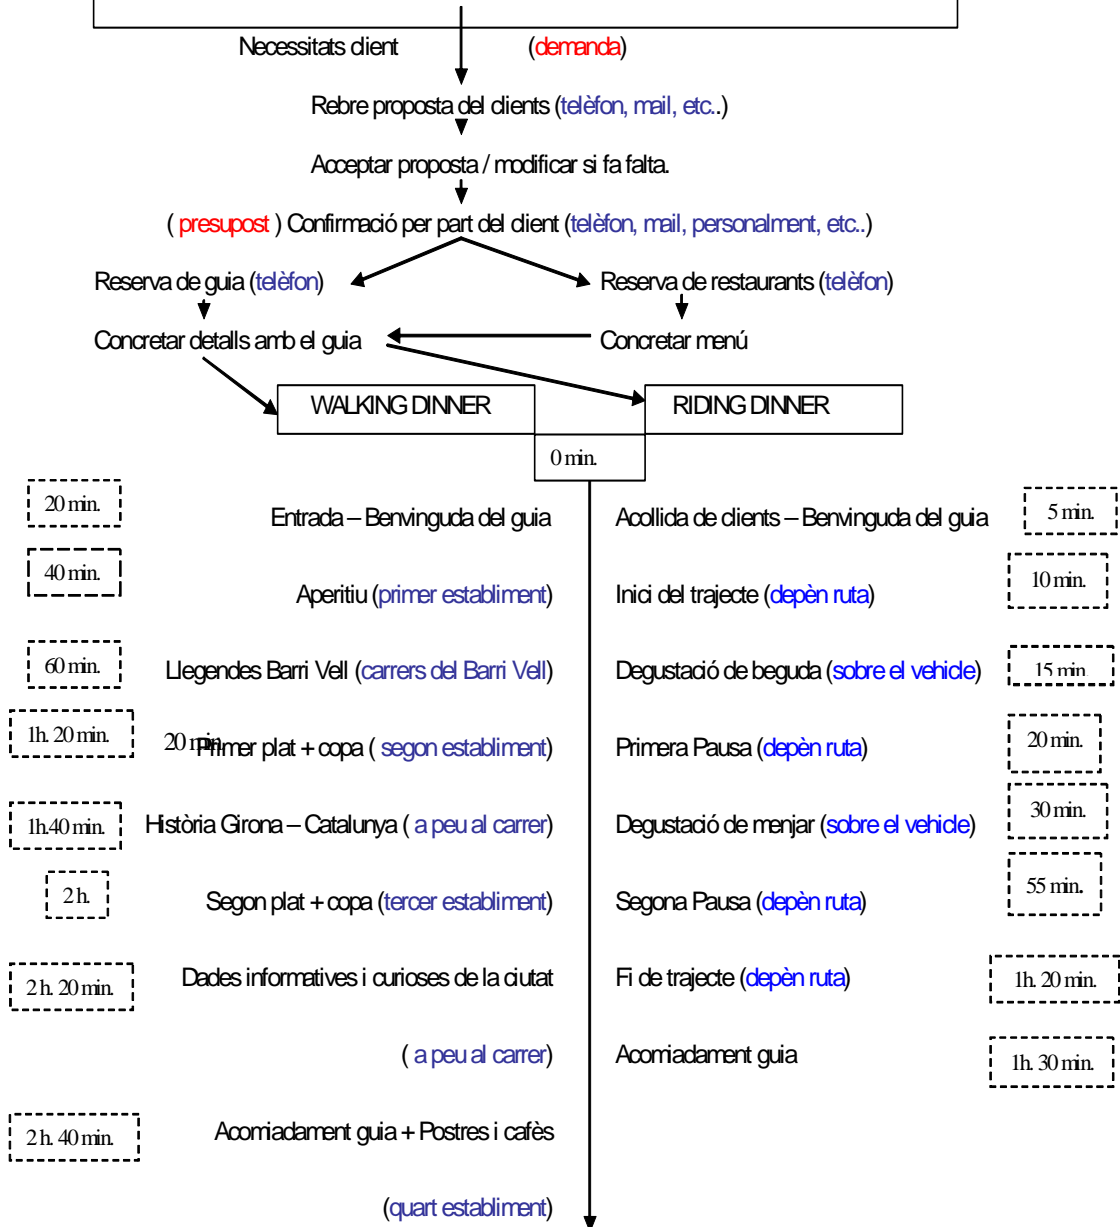 Necessitats client (demanda)
Rebre proposta del clients (telèfon, mail, etc..)
Acceptar proposta / modificar si fa falta.
( presupost ) Confirmació per part del client (telèfon, mail, personalment, etc..)
Reserva de guia (telèfon) Reserva de restaurants (telèfon)
Concretar detalls amb el guia Concretar menú
WALKING DINNER RIDING DINNER
0 min.
20 min. Entrada – Benvinguda del guia Acollida de clients – Benvinguda del guia 5 min.
40 min. Aperitiu (primer establiment) Inici del trajecte (depèn ruta) 10 min.
60 min. Llegendes Barri Vell (carrers del Barri Vell) Degustació de beguda (sobre el vehicle) 15 min
1h. 20 min. 20 min. Primer plat + copa ( segon establiment) Primera Pausa (depèn ruta) 20 min.
1h.40 min. Història Girona – Catalunya ( a peu al carrer) Degustació de menjar (sobre el vehicle) 30 min.
2 h. Segon plat + copa (tercer establiment) Segona Pausa (depèn ruta) 55 min.
2 h. 20 min. Dades informatives i curioses de la ciutat Fi de trajecte (depèn ruta) 1h. 20 min.
( a peu al carrer) Acomiadament guia 1h. 30 min.
2 h. 40 min. Acomiadament guia + Postres i cafès
(quart establiment)